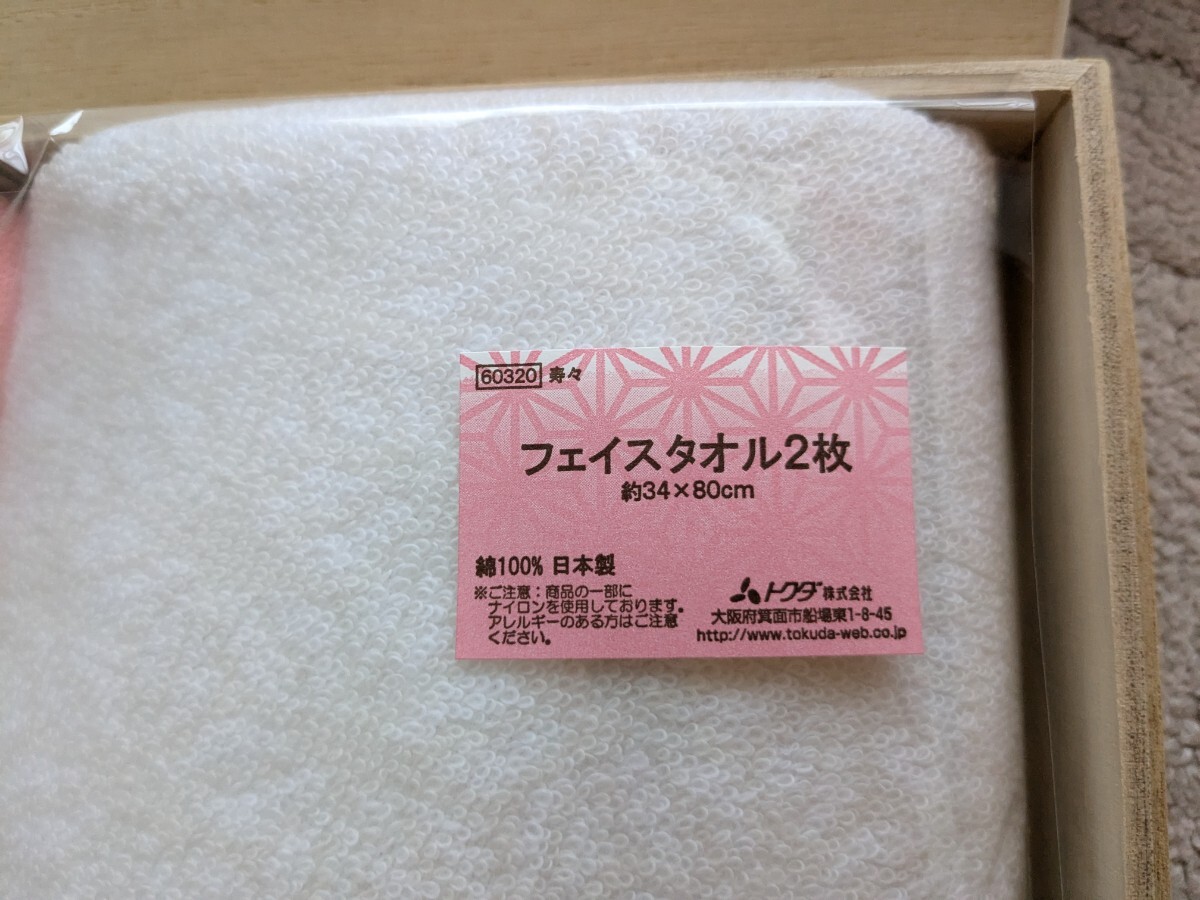 60320 寿々
フェイスタオル2枚
約34×80cm
綿100% 日本製
※ご注意：商品の一部に
ナイロンを使用しております。
アレルギーのある方はご注意
ください。
トクダ株式会社
大阪府箕面市船場東1-8-45
http://www.tokuda-web.co.jp